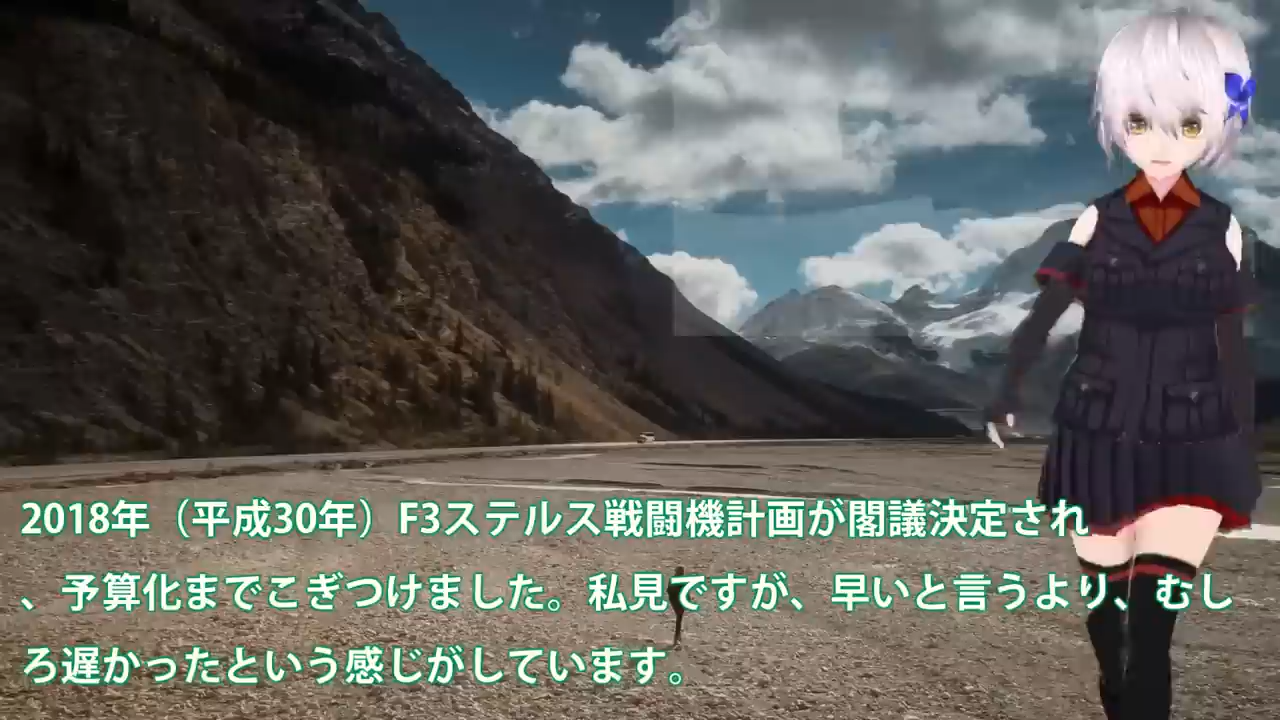 2018年（平成30年）F3ステルス戦闘機計画が閣議決定され
、予算化までこぎつけました。私見ですが、早いと言うより、むし
ろ遅かったという感じがしています。